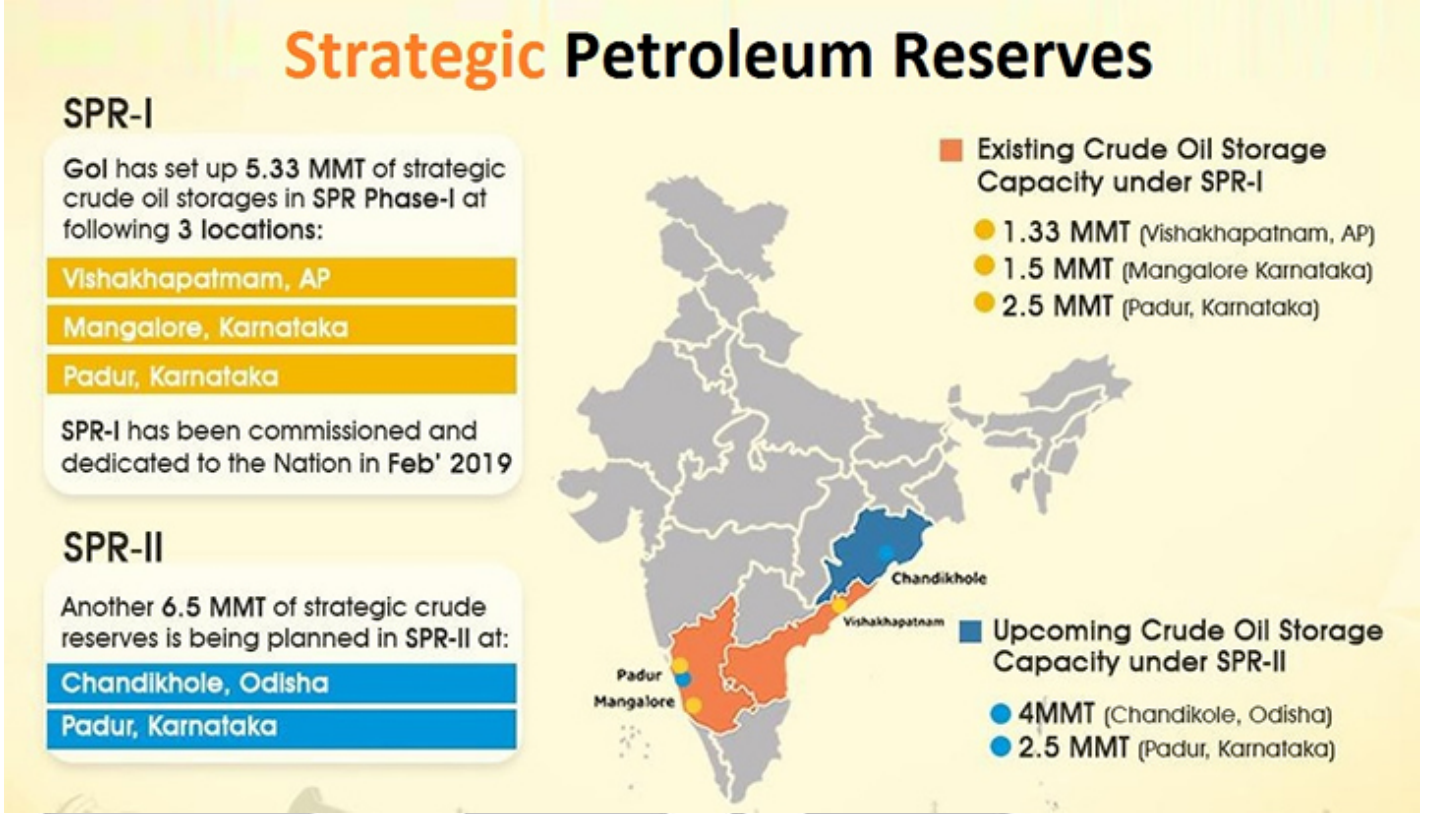 Strategic Petroleum Reserves
SPR-I
GoI has set up 5.33 MMT of strategic
crude oil storages in SPR Phase-I at
following 3 locations:
Vishakhapatmam, AP
Mangalore, Karnataka
Padur, Karnataka
SPR-I has been commissioned and
dedicated to the Nation in Feb' 2019
SPR-II
Another 6.5 MMT of strategic crude
reserves is being planned in SPR-II at:
Chandikhole, Odisha
Padur, Karnataka
Existing Crude Oil Storage
Capacity under SPR-I
1.33 MMT (Vishakhapatnam, AP)
1.5 MMT (Mangalore Karnataka)
2.5 MMT (Padur, Karnataka)
Chandikhole
Vishakhapatnam
Padur
Mangalore
Upcoming Crude Oil Storage
Capacity under SPR-II
4MMT (Chandikole, Odisha)
2.5 MMT (Padur, Karnataka)